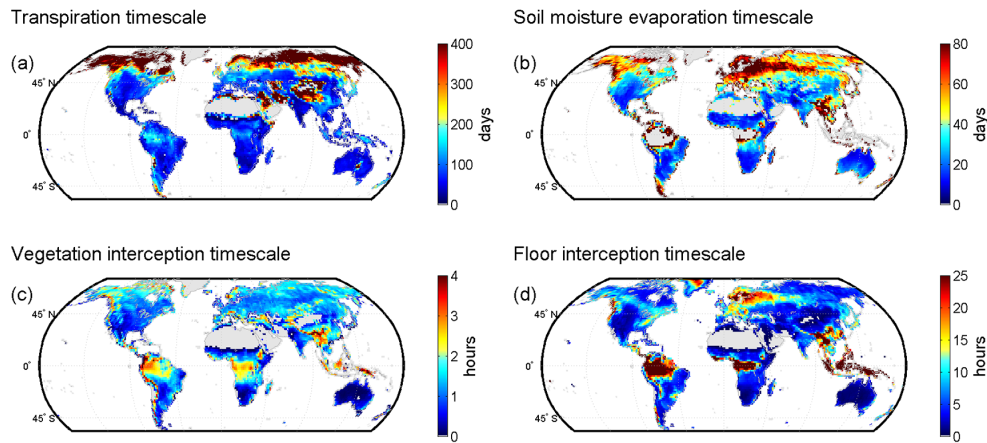 Transpiration timescale
(a)
45° N
0°
45° S
400
300
200
100
0
days
Soil moisture evaporation timescale
(b)
45° N
0°
45° S
80
60
40
20
0
days
Vegetation interception timescale
(c)
45° N
0°
45° S
4
3
2
1
0
hours
Floor interception timescale
(d)
45° N
0°
45° S
25
20
15
10
5
0
hours